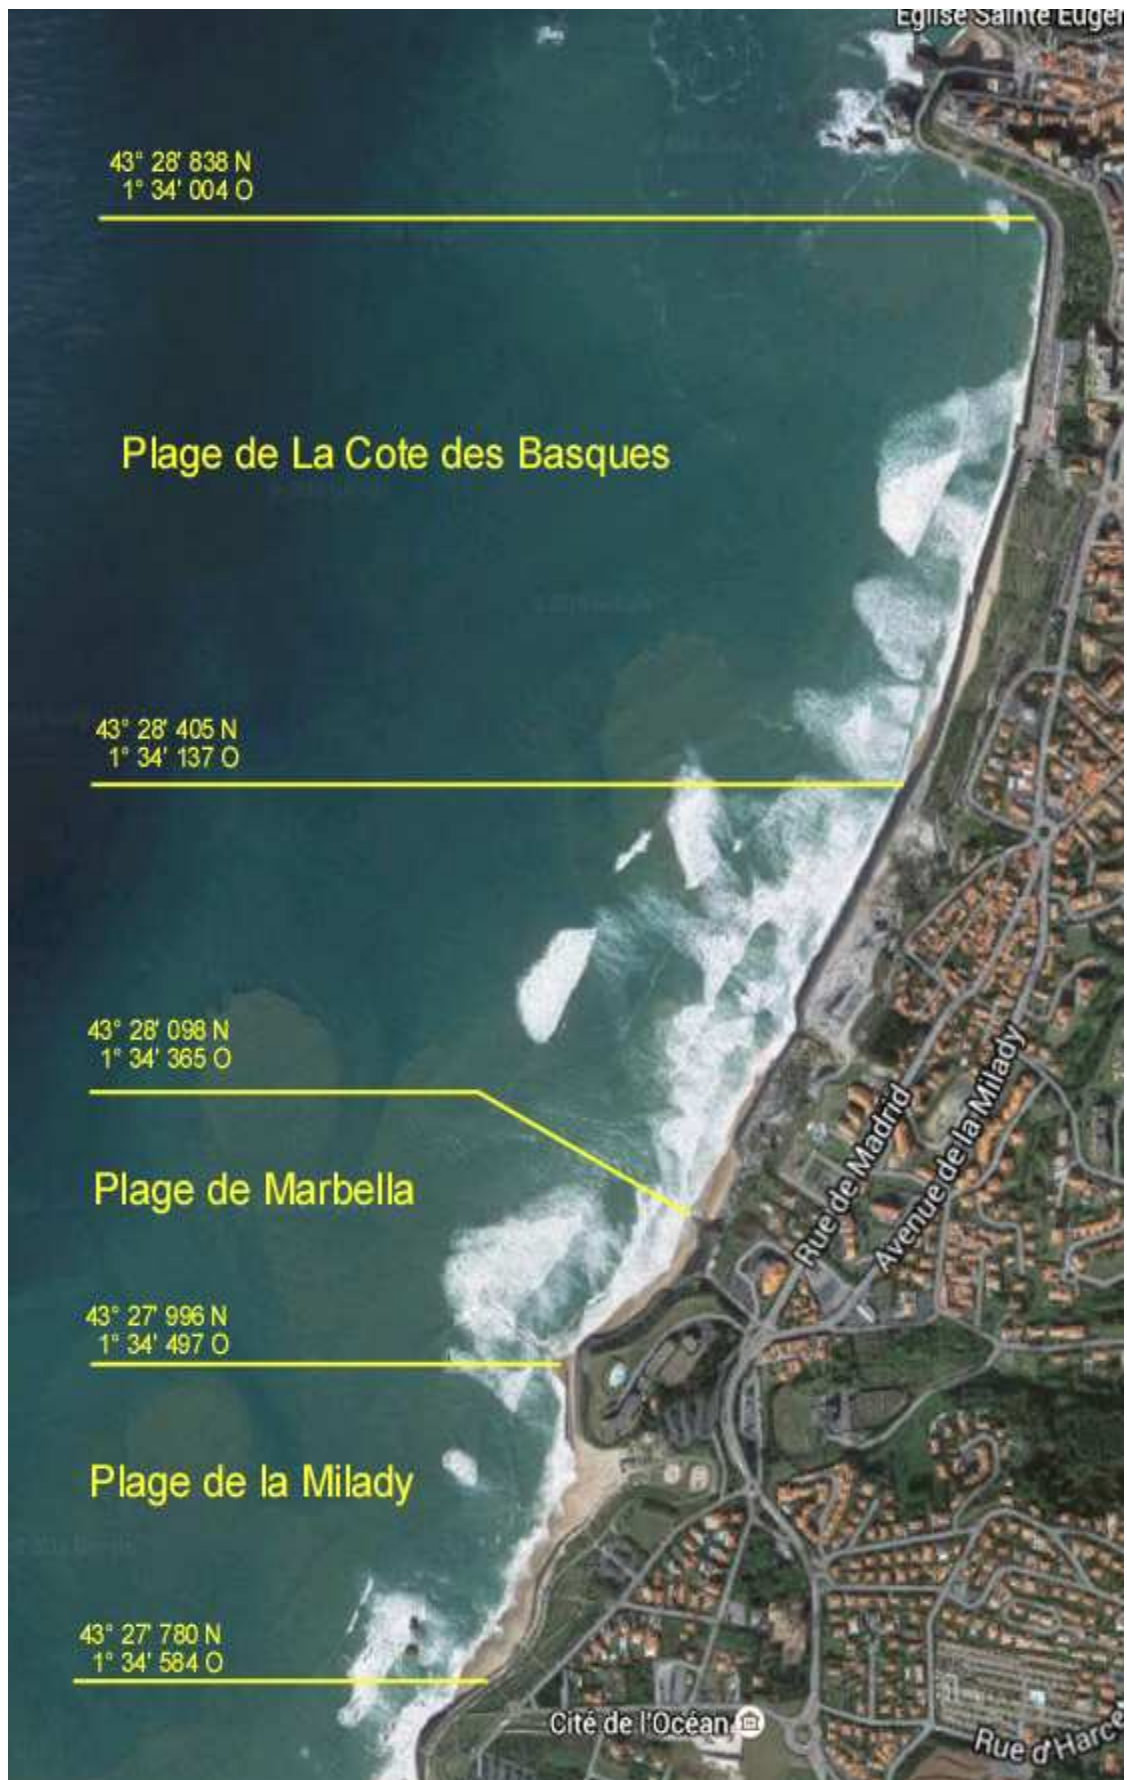 Eglise Sainte Euger
43° 28' 838 N
1° 34' 004 O
Plage de La Cote des Basques
43° 28' 405 N
1° 34' 137 O
43° 28' 098 N
1° 34' 365 O
Plage de Marbella
Rue de Madrid
Avenue de la Milady
43° 27' 996 N
1° 34' 497 O
Plage de la Milady
43° 27' 780 N
1° 34' 584 O
Cité de l'Océan
Rue d'Harce